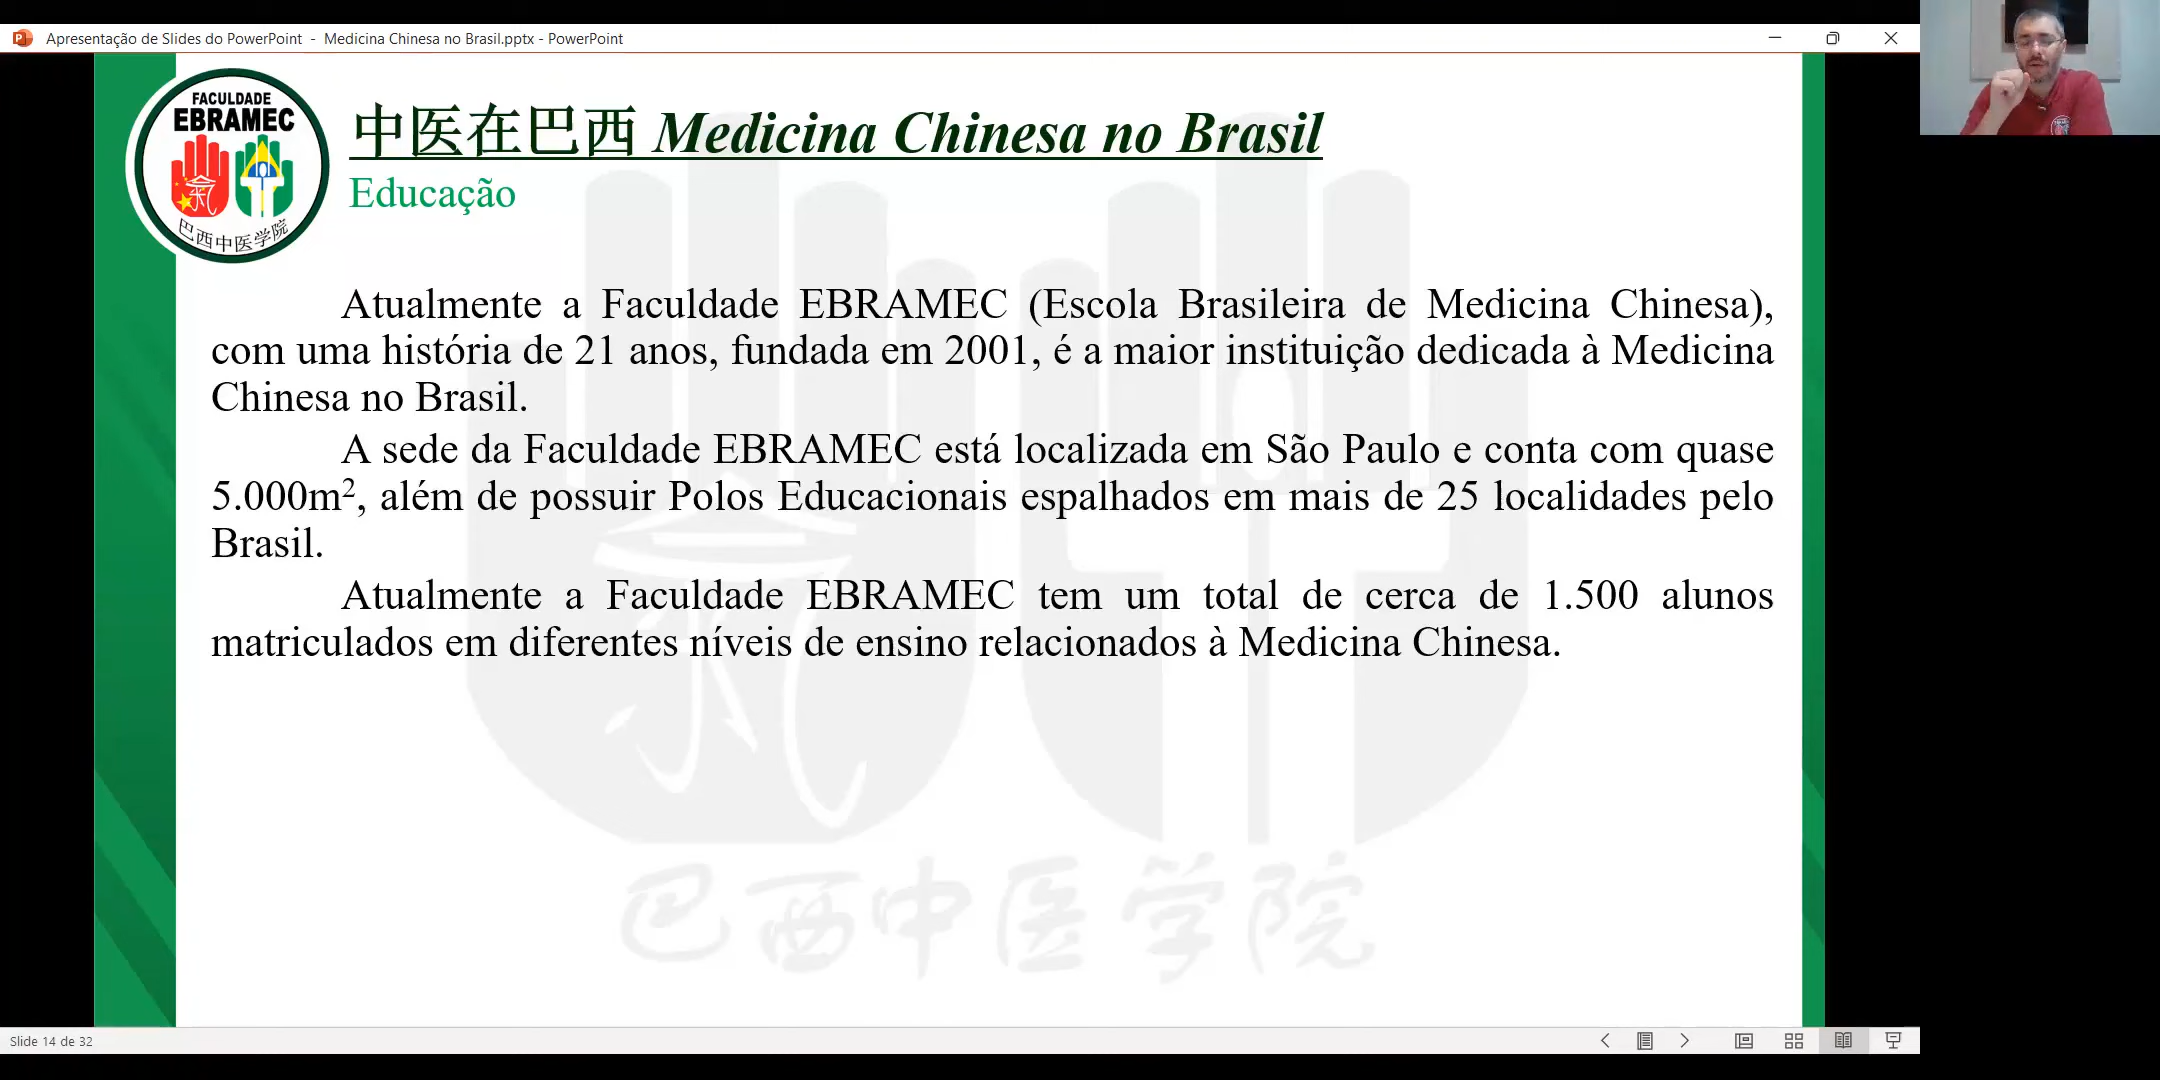 Apresentação de Slides do PowerPoint - Medicina Chinesa no Brasil.pptx - PowerPoint
FACULDADE
EBRAMEC
巴西中医学院
中医在巴西 Medicina Chinesa no Brasil
Educação
Atualmente a Faculdade EBRAMEC (Escola Brasileira de Medicina Chinesa),
com uma história de 21 anos, fundada em 2001, é a maior instituição dedicada à Medicina
Chinesa no Brasil.
A sede da Faculdade EBRAMEC está localizada em São Paulo e conta com quase
5.000m², além de possuir Polos Educacionais espalhados em mais de 25 localidades pelo
Brasil.
Atualmente a Faculdade EBRAMEC tem um total de cerca de 1.500 alunos
matriculados em diferentes níveis de ensino relacionados à Medicina Chinesa.
巴西中医学院
Slide 14 de 32